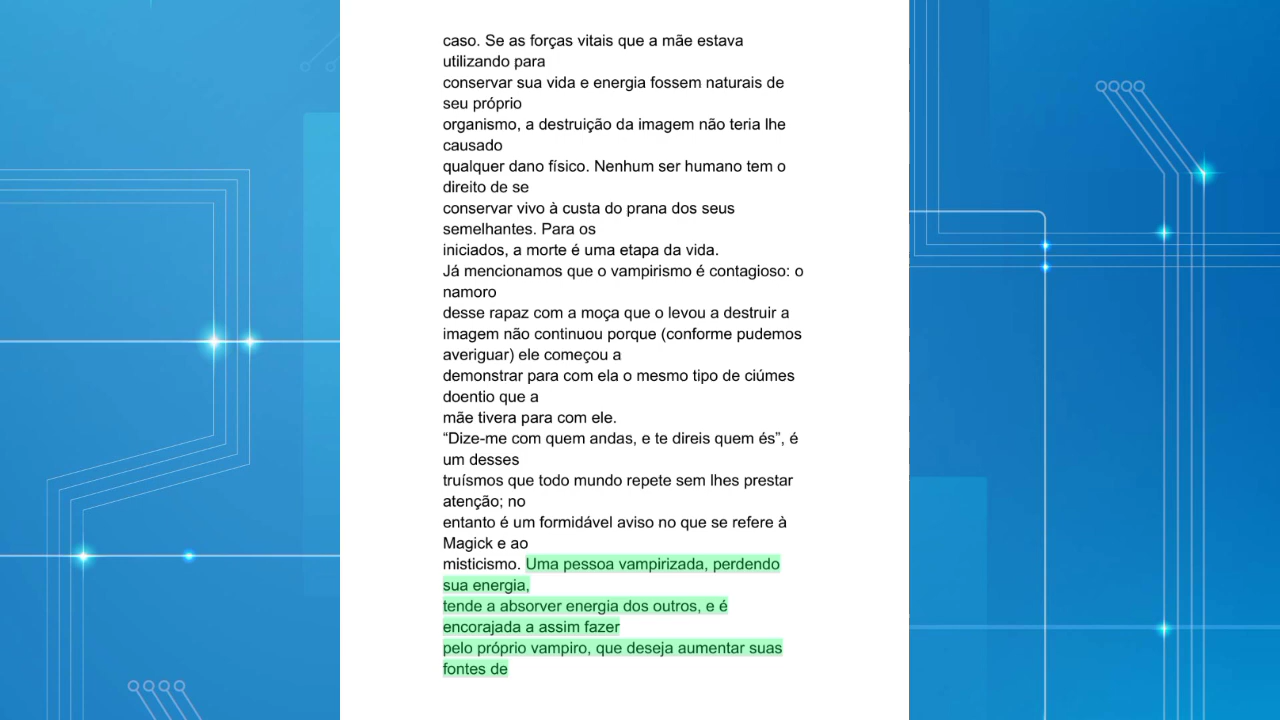 caso. Se as forças vitais que a mãe estava
utilizando para
conservar sua vida e energia fossem naturais de
seu próprio
organismo, a destruição da imagem não teria lhe
causado
qualquer dano físico. Nenhum ser humano tem o
direito de se
conservar vivo à custa do prana dos seus
semelhantes. Para os
iniciados, a morte é uma etapa da vida.
Já mencionamos que o vampirismo é contagioso: o
namoro
desse rapaz com a moça que o levou a destruir a
imagem não continuou porque (conforme pudemos
averiguar) ele começou a
demonstrar para com ela o mesmo tipo de ciúmes
doentio que a
mãe tivera para com ele.
“Dize-me com quem andas, e te direis quem és”, é
um desses
truísmos que todo mundo repete sem lhes prestar
atenção; no
entanto é um formidável aviso no que se refere à
Magick e ao
misticismo. Uma pessoa vampirizada, perdendo
sua energia,
tende a absorver energia dos outros, e é
encorajada a assim fazer
pelo próprio vampiro, que deseja aumentar suas
fontes de